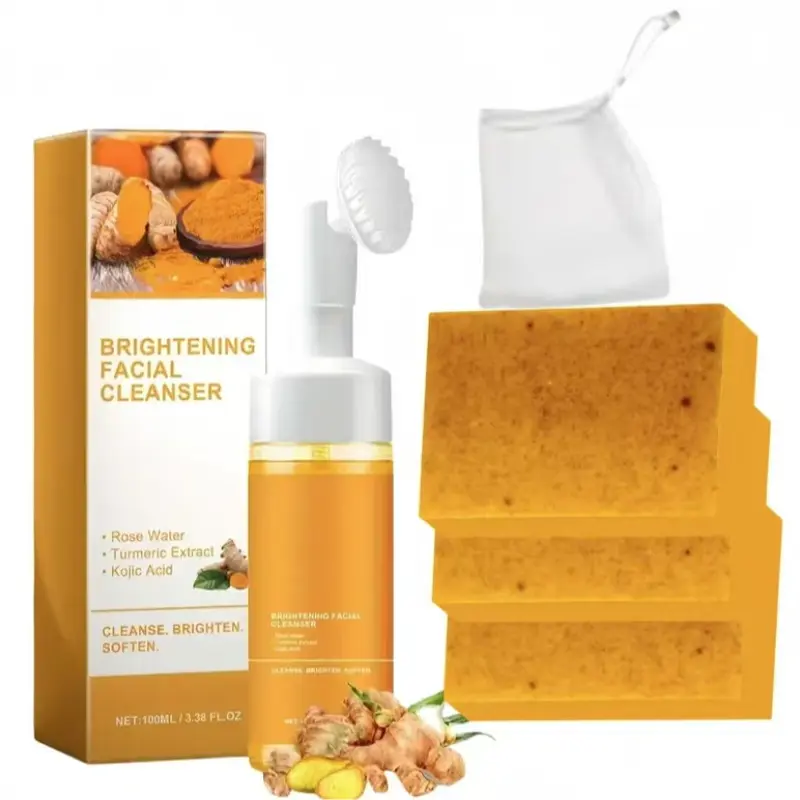 BRIGHTENING
FACIAL
CLEANSER
• Rose Water
• Turmeric Extract
• Kojic Acid
CLEANSE. BRIGHTEN.
SOFTEN.
NET:100ML / 3.38 FL.OZ
BRIGHTENING FACIAL
CLEANSER
CLEANSE. BRIGHTEN. SOFTEN.